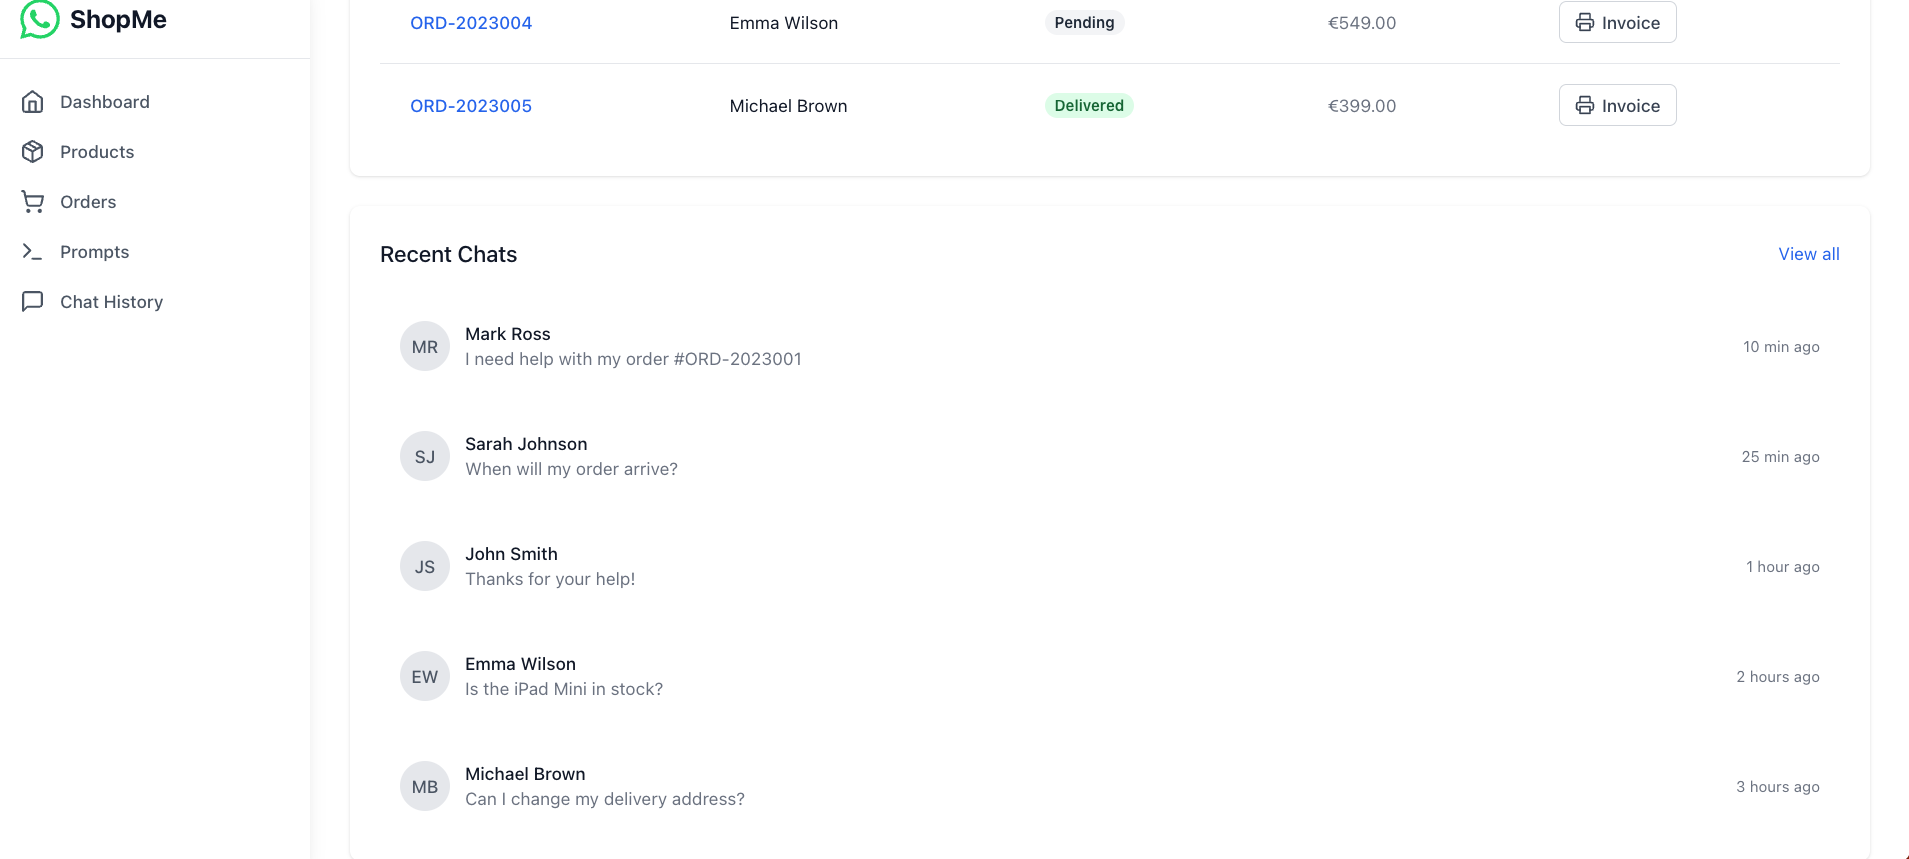 ShopMe
Dashboard
Products
Orders
Prompts
Chat History
ORD-2023004 Emma Wilson Pending €549.00 Invoice
ORD-2023005 Michael Brown Delivered €399.00 Invoice
Recent Chats View all
MR Mark Ross
I need help with my order #ORD-2023001
10 min ago
SJ Sarah Johnson
When will my order arrive?
25 min ago
JS John Smith
Thanks for your help!
1 hour ago
EW Emma Wilson
Is the iPad Mini in stock?
2 hours ago
MB Michael Brown
Can I change my delivery address?
3 hours ago